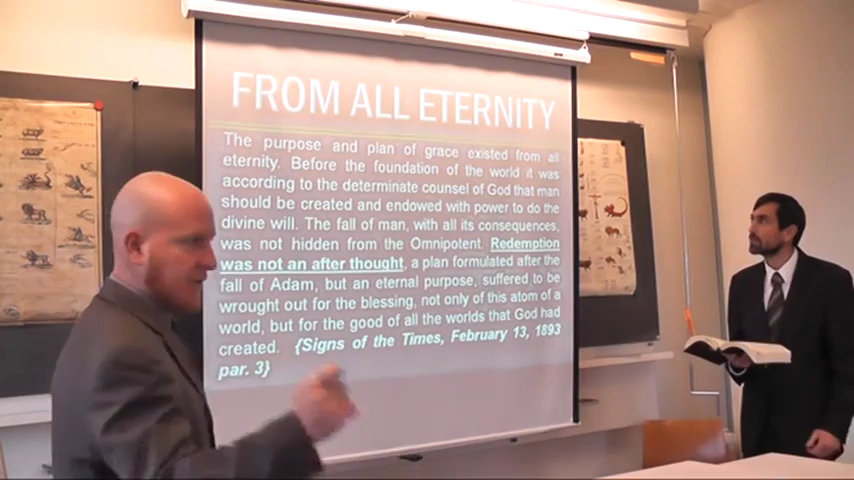 FROM ALL ETERNITY
The purpose and plan of grace existed from all
eternity. Before the foundation of the world it was
according to the determinate counsel of God that man
should be created and endowed with power to do the
divine will. The fall of man, with all its consequences,
was not hidden from the Omnipotent. Redemption
was not an after thought, a plan formulated after the
fall of Adam, but an eternal purpose, suffered to be
wrought out for the blessing, not only of this atom of a
world, but for the good of all the worlds that God had
created. {Signs of the Times, February 13, 1893
par. 3}